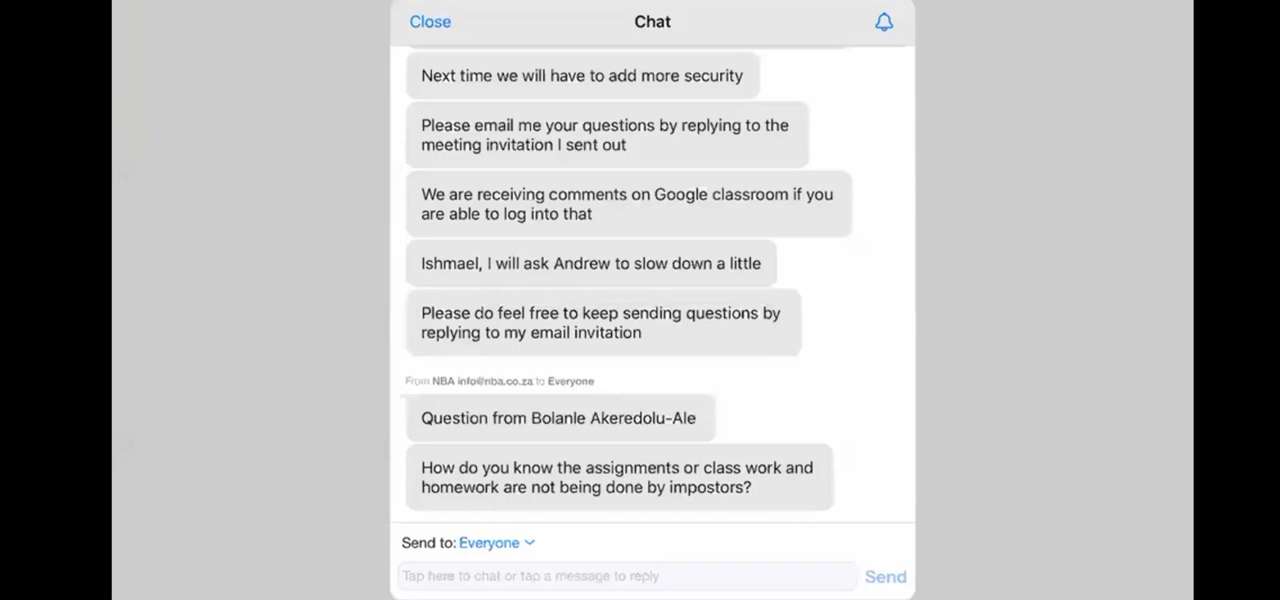 Close
Chat
Next time we will have to add more security
Please email me your questions by replying to the
meeting invitation I sent out
We are receiving comments on Google classroom if you
are able to log into that
Ishmael, I will ask Andrew to slow down a little
Please do feel free to keep sending questions by
replying to my email invitation
From NBA info@nba.co.za to Everyone
Question from Bolanle Akeredolu-Ale
How do you know the assignments or class work and
homework are not being done by impostors?
Send to: Everyone
Tap here to chat or tap a message to reply
Send